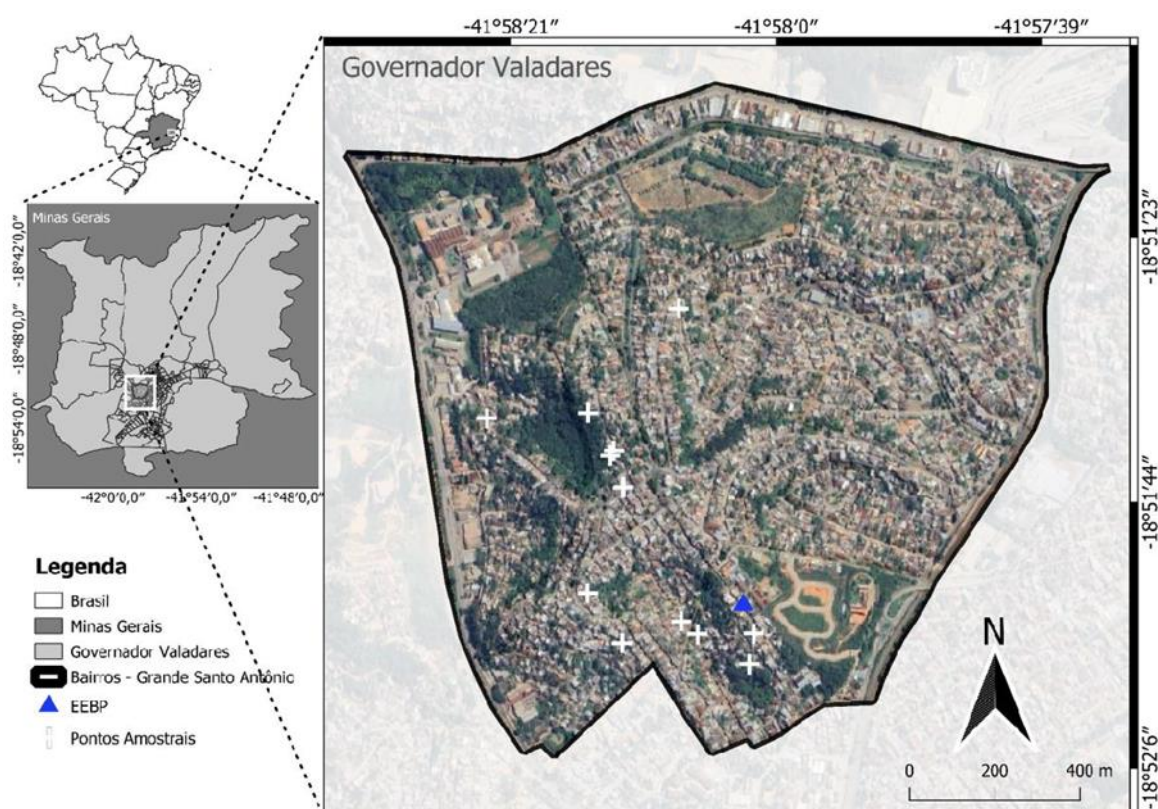 -41°58′21″ -41°58′0″ -41°57′39″
Governador Valadares
Minas Gerais
-18°42′0,0″
-18°48′0,0″
-18°54′0,0″
-42°0′0,0″ -41°54′0,0″ -41°48′0,0″
-18°51′23″
-18°51′44″
-18°52′6″
Legenda
Brasil
Minas Gerais
Governador Valadares
Bairros - Grande Santo Antônio
EEBP
Pontos Amostrais
N
0 200 400 m